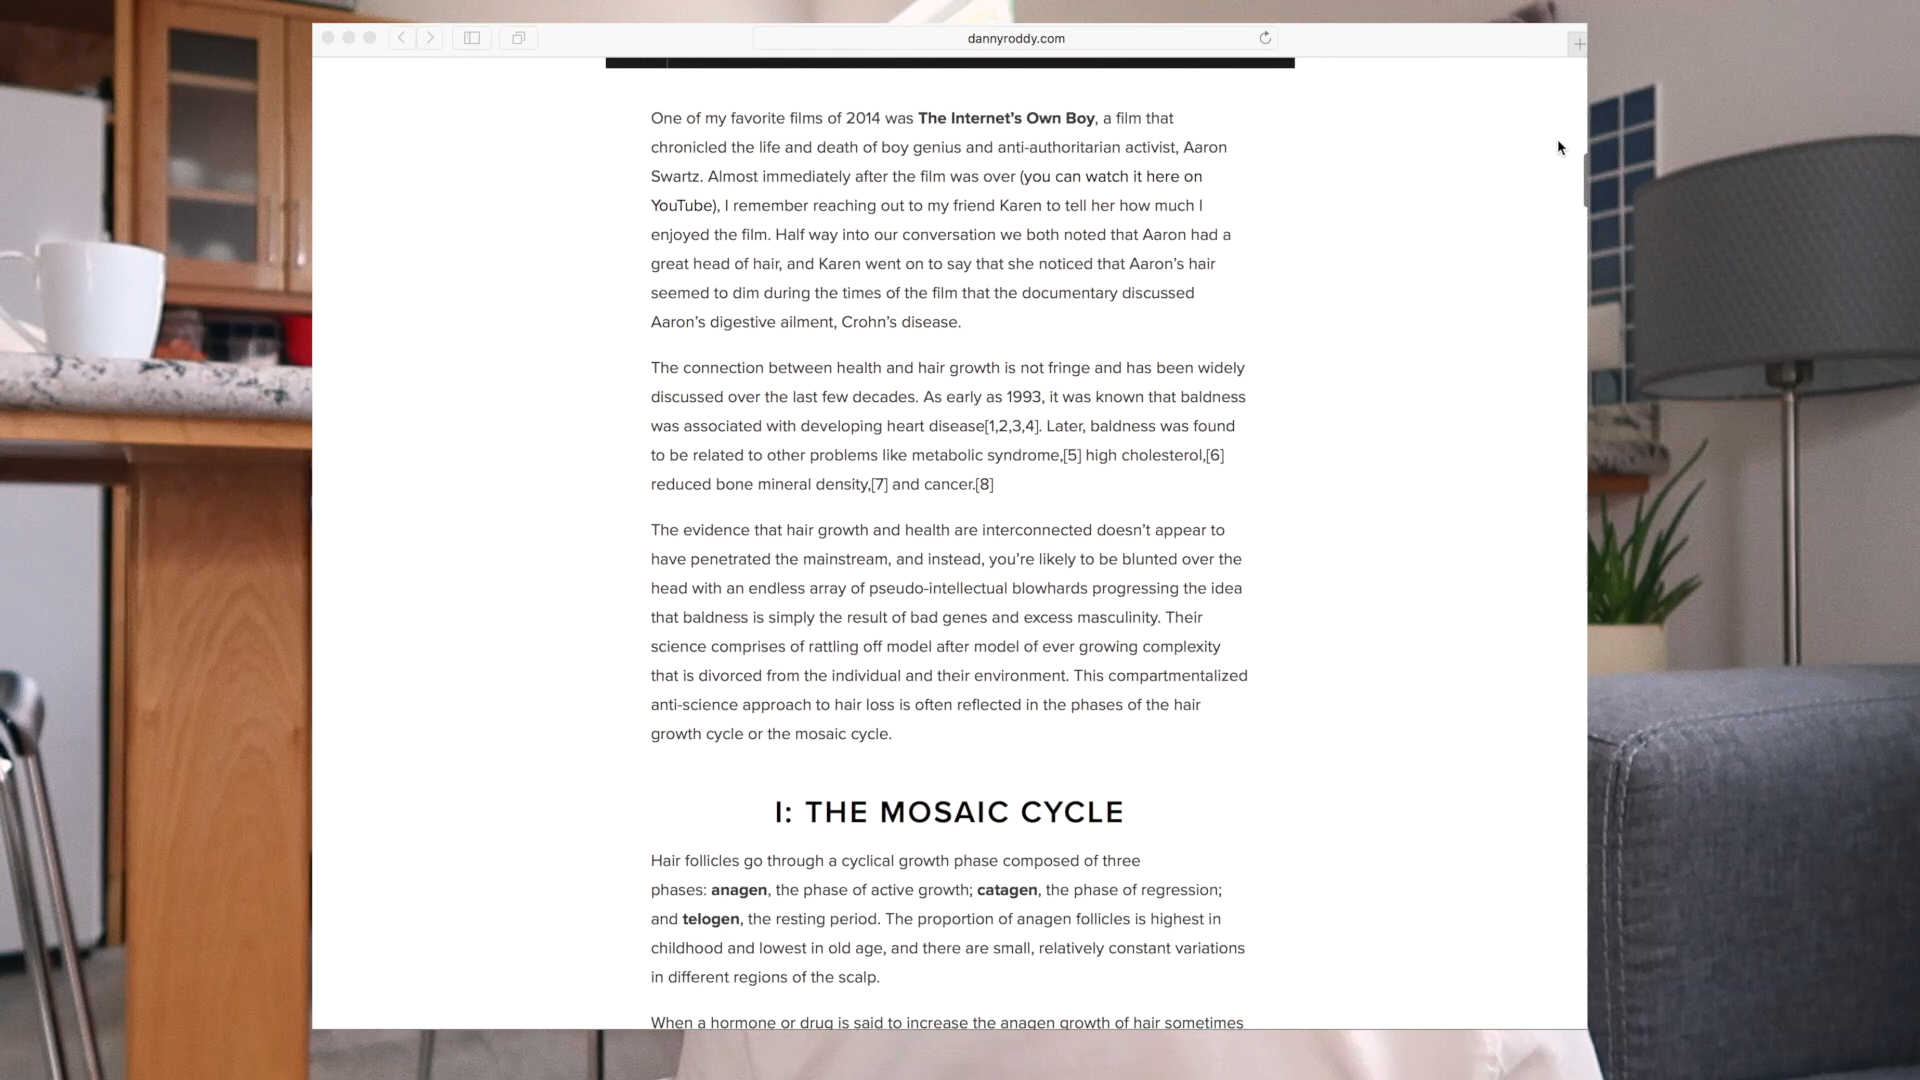 dannyroddy.com
One of my favorite films of 2014 was The Internet’s Own Boy, a film that
chronicled the life and death of boy genius and anti-authoritarian activist, Aaron
Swartz. Almost immediately after the film was over (you can watch it here on
YouTube), I remember reaching out to my friend Karen to tell her how much I
enjoyed the film. Half way into our conversation we both noted that Aaron had a
great head of hair, and Karen went on to say that she noticed that Aaron’s hair
seemed to dim during the times of the film that the documentary discussed
Aaron’s digestive ailment, Crohn’s disease.
The connection between health and hair growth is not fringe and has been widely
discussed over the last few decades. As early as 1993, it was known that baldness
was associated with developing heart disease[1,2,3,4]. Later, baldness was found
to be related to other problems like metabolic syndrome,[5] high cholesterol,[6]
reduced bone mineral density,[7] and cancer.[8]
The evidence that hair growth and health are interconnected doesn’t appear to
have penetrated the mainstream, and instead, you’re likely to be blunted over the
head with an endless array of pseudo-intellectual blowhards progressing the idea
that baldness is simply the result of bad genes and excess masculinity. Their
science comprises of rattling off model after model of ever growing complexity
that is divorced from the individual and their environment. This compartmentalized
anti-science approach to hair loss is often reflected in the phases of the hair
growth cycle or the mosaic cycle.
I: THE MOSAIC CYCLE
Hair follicles go through a cyclical growth phase composed of three
phases: anagen, the phase of active growth; catagen, the phase of regression;
and telogen, the resting period. The proportion of anagen follicles is highest in
childhood and lowest in old age, and there are small, relatively constant variations
in different regions of the scalp.
When a hormone or drug is said to increase the anagen growth of hair sometimes